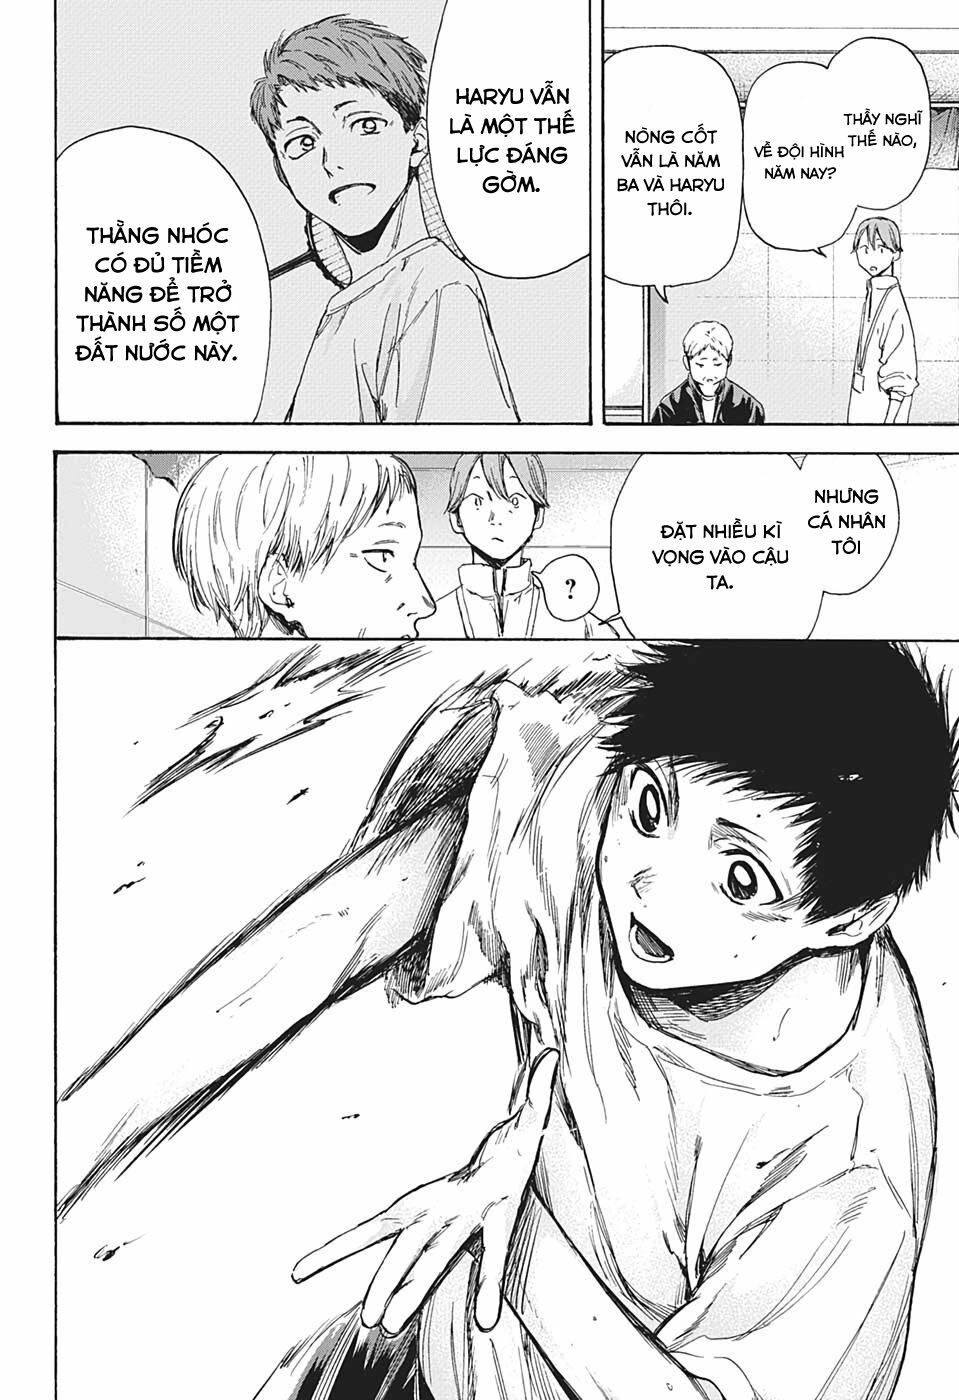 THẦY NGHĨ
THẾ NÀO,
VỀ ĐỘI HÌNH
NĂM NAY?
NÒNG CỐT
VẪN LÀ NĂM
BA VÀ HARYU
THÔI.
HARYU VẪN
LÀ MỘT THẾ
LỰC ĐÁNG
GỜM.
THẰNG NHÓC
CÓ ĐỦ TIỀM
NĂNG ĐỂ TRỞ
THÀNH SỐ MỘT
ĐẤT NƯỚC NÀY.
NHƯNG
CÁ NHÂN
TÔI
ĐẶT NHIỀU KÌ
VỌNG VÀO CẬU
TA.
?